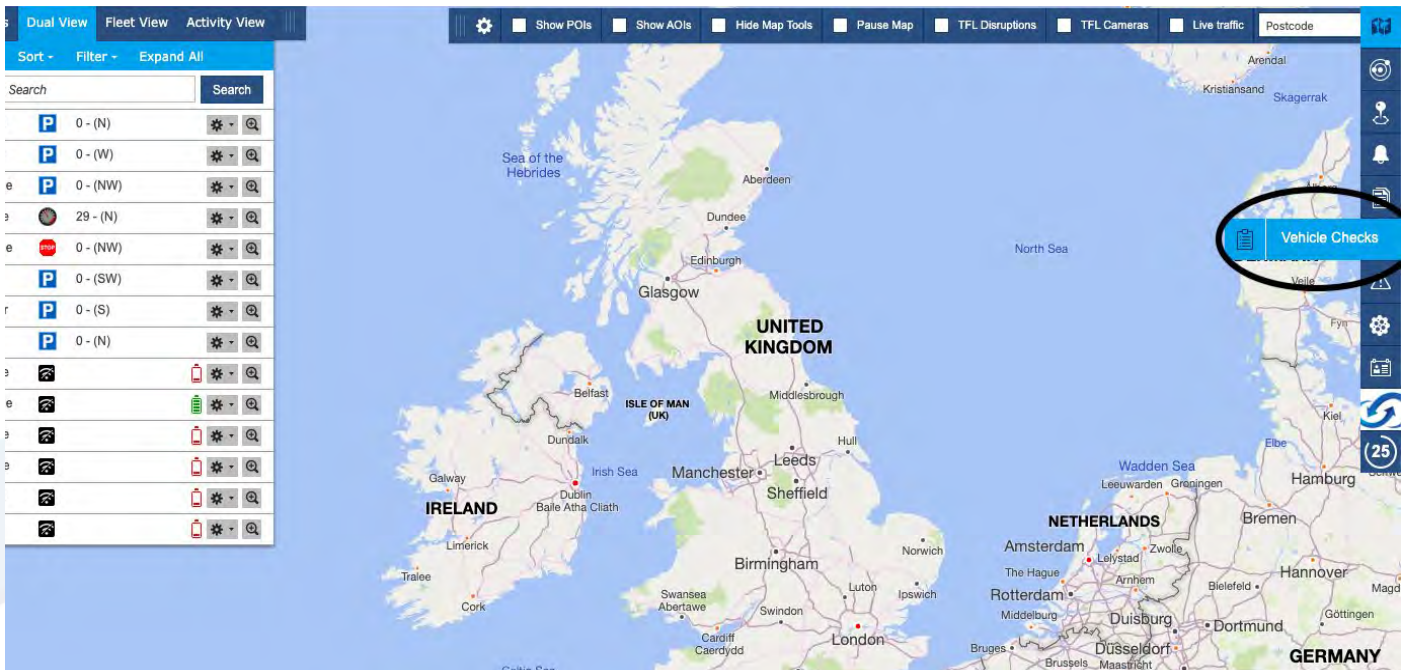 s Dual View Fleet View Activity View
Show POIs Show AOIs Hide Map Tools Pause Map TFL Disruptions TFL Cameras Live traffic Postcode
Sort Filter Expand All
Search Search
P 0 - (N)
P 0 - (W)
e P 0 - (NW)
29 - (N)
e STOP 0 - (NW)
P 0 - (SW)
r P 0 - (S)
P 0 - (N)
e
e
Arendal
Kristiansand
Skagerrak
Sea of the
Hebrides
Aberdeen
Dundee
North Sea
Vehicle Checks
Edinburgh
Veile
Glasgow
UNITED
KINGDOM
Fyn
Belfast
ISLE OF MAN
(UK)
Middlesbrough
Kiel
Dundalk
Hull
Elbe
Galway
Irish Sea
Manchester
Leeds
Wadden Sea
(25)
Sheffield
Leeuwarden
Groningen
Hamburg
IRELAND
Dublin
Baile Atha Cliath
NETHERLANDS
Bremen
Limerick
Norwich
Amsterdam
Lelystad
Zwolle
Birmingham
The Hague
Arnhem
Bielefeld
Hannover
Tralee
Luton
Ipswich
Rotterdam
Magd
Cork
Swansea
Abertawe
Swindon
Middelburg
Duisburg
Dortmund
Göttingen
Cardiff
Caerdydd
London
Bruges
Düsseldorf
GERMANY
Brussels
Maastricht